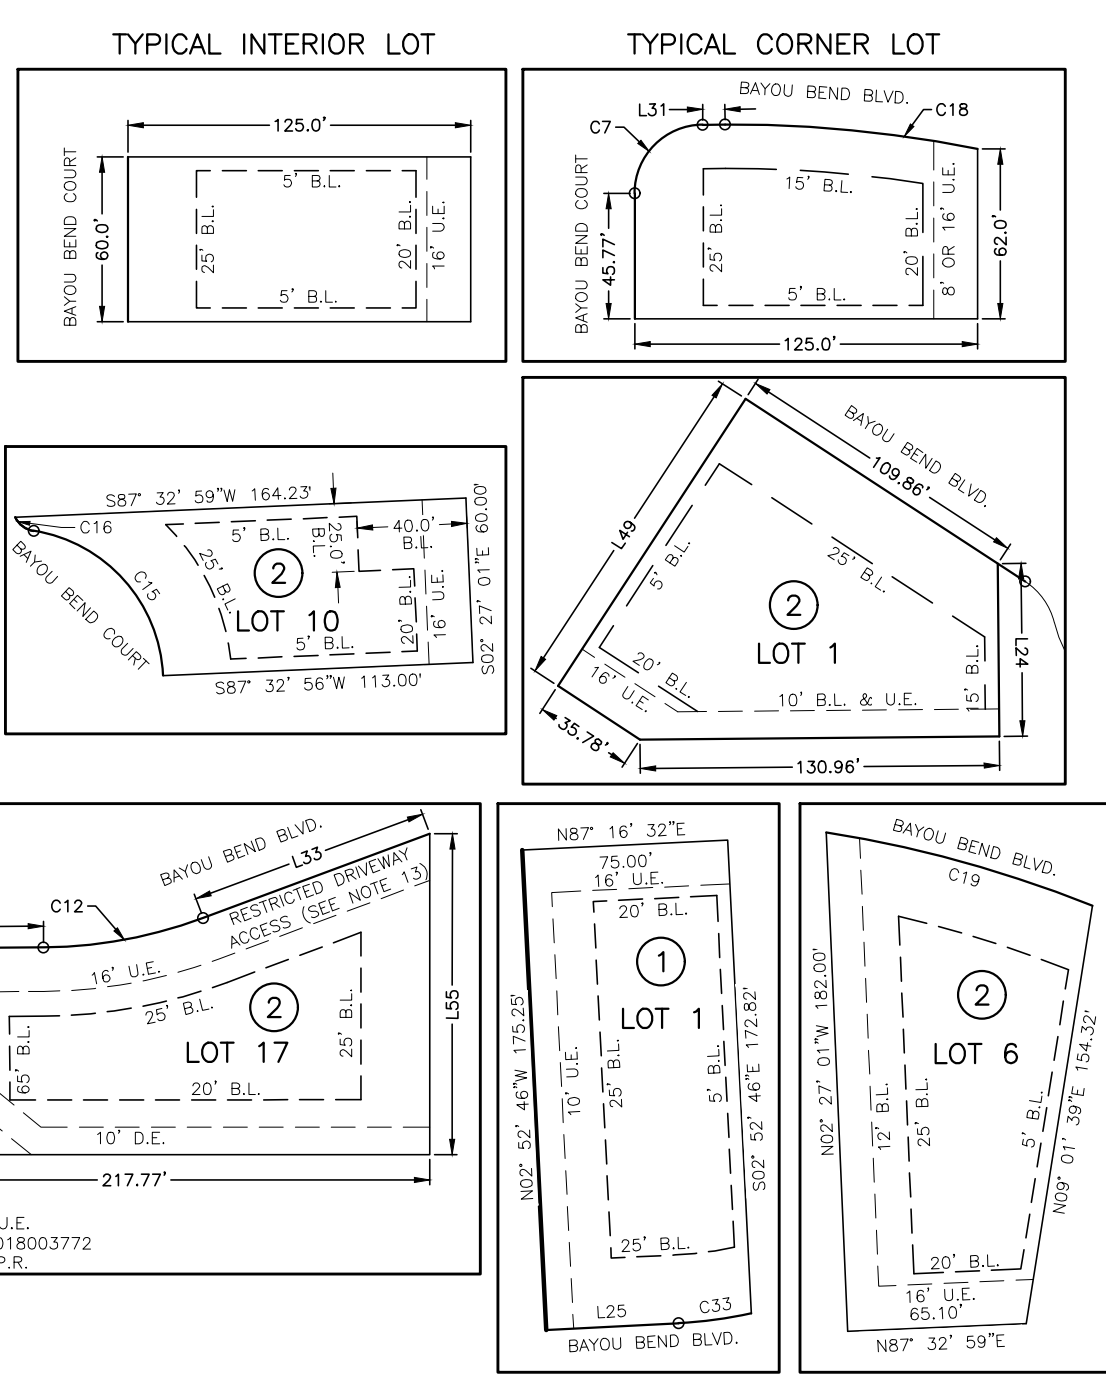 TYPICAL INTERIOR LOT
125.0'
BAYOU BEND COURT
60.0'
5' B.L.
25' B.L.
20' B.L.
16' U.E.
5' B.L.
TYPICAL CORNER LOT
BAYOU BEND BLVD.
L31
C7
C18
BAYOU BEND COURT
45.77'
15' B.L.
25' B.L.
20' B.L.
8' OR 16' U.E.
62.0'
5' B.L.
125.0'
S87° 32' 59"W 164.23'
C16
C15
BAYOU BEND COURT
5' B.L.
25.0'
B.L.
40.0'
B.L.
25' B.L.
2
LOT 10
20' B.L.
16' U.E.
5' B.L.
S02° 27' 01"E 60.00'
S87° 32' 56"W 113.00'
BAYOU BEND BLVD.
109.86'
L49
5' B.L.
25' B.L.
2
LOT 1
L24
20' B.L.
16' U.E.
10' B.L. & U.E.
15' B.L.
35.78'
130.96'
BAYOU BEND BLVD.
L33
C12
RESTRICTED DRIVEWAY
ACCESS (SEE NOTE 13)
16' U.E.
25' B.L.
2
LOT 17
65' B.L.
25' B.L.
20' B.L.
L55
10' D.E.
217.77'
U.E.
018003772
P.R.
N87° 16' 32"E
75.00'
16' U.E.
20' B.L.
1
LOT 1
N02° 52' 46"W 175.25'
10' U.E.
25' B.L.
5' B.L.
S02° 52' 46"E 172.82'
25' B.L.
L25
C33
BAYOU BEND BLVD.
BAYOU BEND BLVD.
C19
2
LOT 6
N02° 27' 01"W 182.00'
12' B.L.
25' B.L.
5' B.L.
N09° 01' 39"E 154.32'
20' B.L.
16' U.E.
65.10'
N87° 32' 59"E